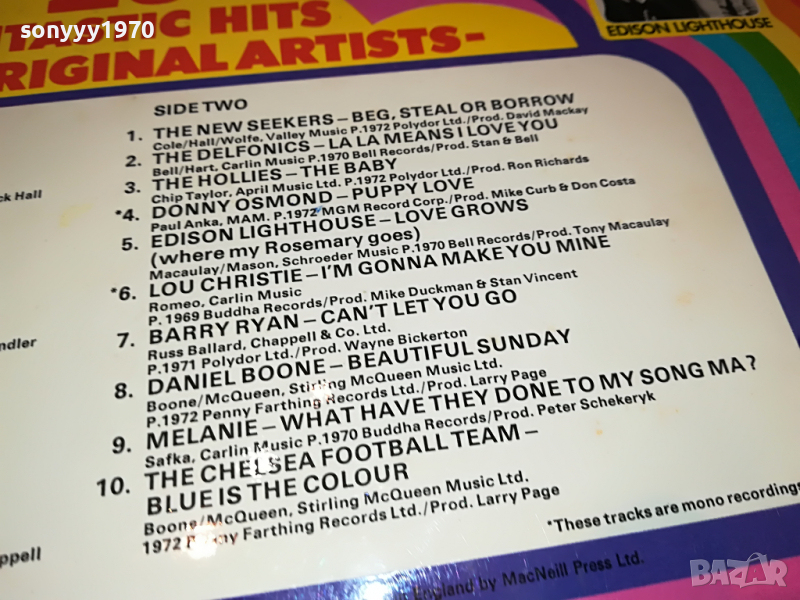 sonyyy1970
TASTIC HITS
RIGINAL ARTISTS-
EDISON LIGHTHOUSE
SIDE TWO
1. THE NEW SEEKERS – BEG, STEAL OR BORROW
Cole/Hall/Wolfe, Valley Music P.1972 Polydor Ltd./Prod. David Mackay
2. THE DELFONICS – LA LA MEANS I LOVE YOU
Bell/Hart, Carlin Music P.1970 Bell Records/Prod. Stan & Bell
3. THE HOLLIES – THE BABY
Chip Taylor, April Music Ltd. P.1972 Polydor Ltd./Prod. Ron Richards
*4. DONNY OSMOND – PUPPY LOVE
Paul Anka, MAM. P.1972 MGM Record Corp./Prod. Mike Curb & Don Costa
5. EDISON LIGHTHOUSE – LOVE GROWS
(where my Rosemary goes)
Macaulay/Mason, Schroeder Music P.1970 Bell Records/Prod. Tony Macaulay
*6. LOU CHRISTIE – I'M GONNA MAKE YOU MINE
Romeo, Carlin Music
P.1969 Buddha Records/Prod. Mike Duckman & Stan Vincent
7. BARRY RYAN – CAN'T LET YOU GO
Russ Ballard, Chappell & Co. Ltd.
P.1971 Polydor Ltd./Prod. Wayne Bickerton
8. DANIEL BOONE – BEAUTIFUL SUNDAY
Boone/McQueen, Stirling McQueen Music Ltd.
P.1972 Penny Farthing Records Ltd./Prod. Larry Page
9. MELANIE – WHAT HAVE THEY DONE TO MY SONG MA?
Safka, Carlin Music P.1970 Buddha Records/Prod. Peter Schekeryk
10. THE CHELSEA FOOTBALL TEAM –
BLUE IS THE COLOUR
Boone/McQueen, Stirling McQueen Music Ltd.
1972 Penny Farthing Records Ltd./Prod. Larry Page
*These tracks are mono recordings
ck Hall
ndler
ppell
England by MacNeill Press Ltd.
BAZAR
bg